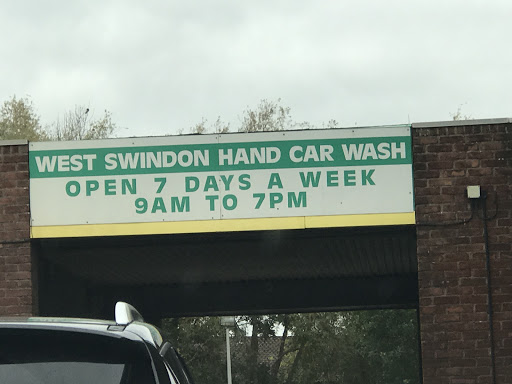 WEST SWINDON HAND CAR WASH
OPEN 7 DAYS A WEEK
9AM TO 7PM